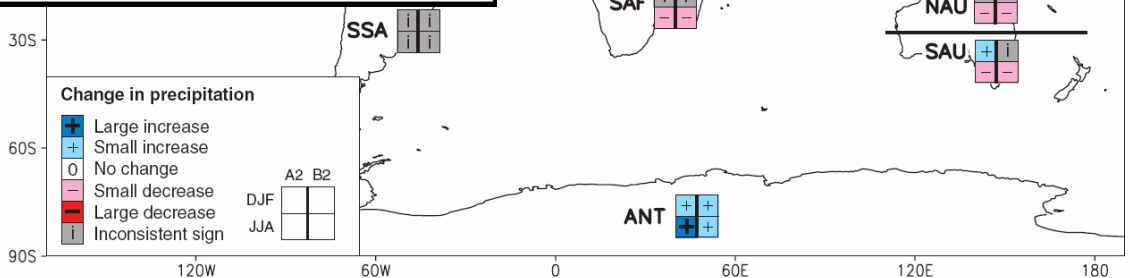 SAF
NAU
SSA
i i
i i
– –
– –
30S
SAU
+ i
– –
Change in precipitation
+ Large increase
+ Small increase
0 No change
– Small decrease
– Large decrease
i Inconsistent sign
A2 B2
DJF
JJA
60S
ANT
+ +
+ +
90S
120W
60W
0
60E
120E
180